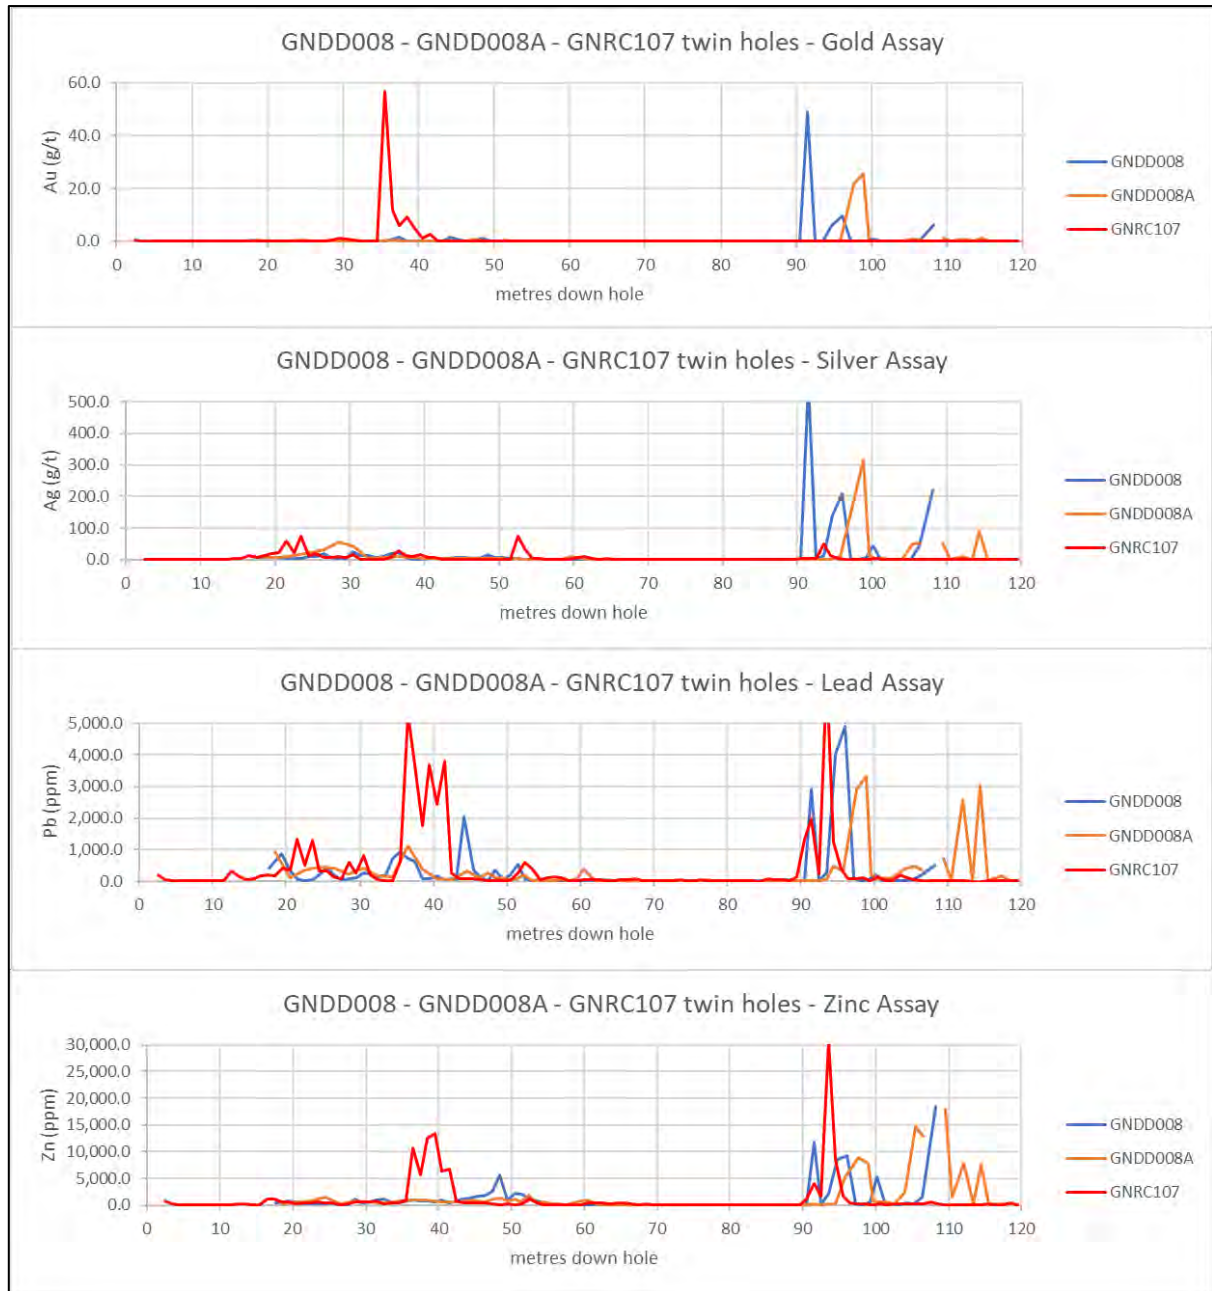 GNDD008 - GNDD008A - GNRC107 twin holes - Gold Assay
60.0
40.0
20.0
0.0
Au (g/t)
0 10 20 30 40 50 60 70 80 90 100 110 120
metres down hole
GNDD008
GNDD008A
GNRC107
GNDD008 - GNDD008A - GNRC107 twin holes - Silver Assay
500.0
400.0
300.0
200.0
100.0
0.0
Ag (g/t)
0 10 20 30 40 50 60 70 80 90 100 110 120
metres down hole
GNDD008
GNDD008A
GNRC107
GNDD008 - GNDD008A - GNRC107 twin holes - Lead Assay
5,000.0
4,000.0
3,000.0
2,000.0
1,000.0
0.0
Pb (ppm)
0 10 20 30 40 50 60 70 80 90 100 110 120
metres down hole
GNDD008
GNDD008A
GNRC107
GNDD008 - GNDD008A - GNRC107 twin holes - Zinc Assay
30,000.0
25,000.0
20,000.0
15,000.0
10,000.0
5,000.0
0.0
Zn (ppm)
0 10 20 30 40 50 60 70 80 90 100 110 120
metres down hole
GNDD008
GNDD008A
GNRC107